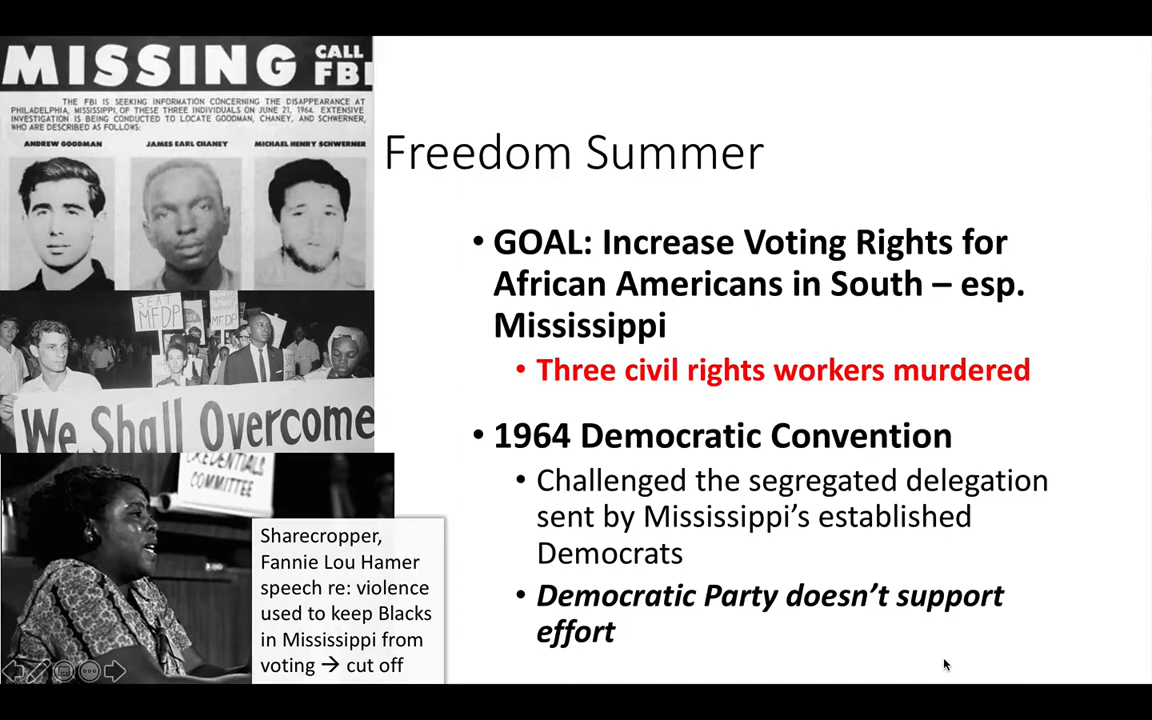 MISSING CALL
FBI
THE FBI IS SEEKING INFORMATION CONCERNING THE DISAPPEARANCE AT
PHILADELPHIA, MISSISSIPPI, OF THESE THREE INDIVIDUALS ON JUNE 21, 1964. EXTENSIVE
INVESTIGATION IS BEING CONDUCTED TO LOCATE GOODMAN, CHANEY, AND SCHWERNER,
WHO ARE DESCRIBED AS FOLLOWS:
ANDREW GOODMAN JAMES EARL CHANEY MICHAEL HENRY SCHWERNER
SEAT
MFDP
MFDP
We Shall Overcome
CREDENTIALS
COMMITTEE
Sharecropper,
Fannie Lou Hamer
speech re: violence
used to keep Blacks
in Mississippi from
voting → cut off
Freedom Summer
• GOAL: Increase Voting Rights for
African Americans in South – esp.
Mississippi
• Three civil rights workers murdered
• 1964 Democratic Convention
• Challenged the segregated delegation
sent by Mississippi’s established
Democrats
• Democratic Party doesn’t support
effort